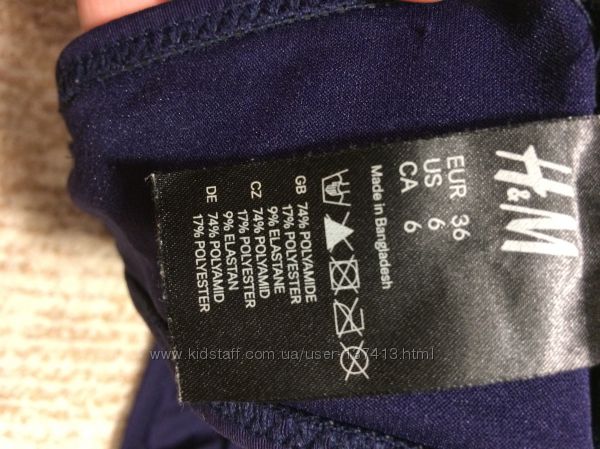 H&M
EUR 36
US 6
CA 6
Made in Bangladesh
GB 74% POLYAMIDE
17% POLYESTER
9% ELASTANE
CZ 74% POLYAMID
17% POLYESTER
9% ELASTAN
DE 74% POLYAMID
17% POLYESTER
www.kidstaff.com.ua/user-137413.html